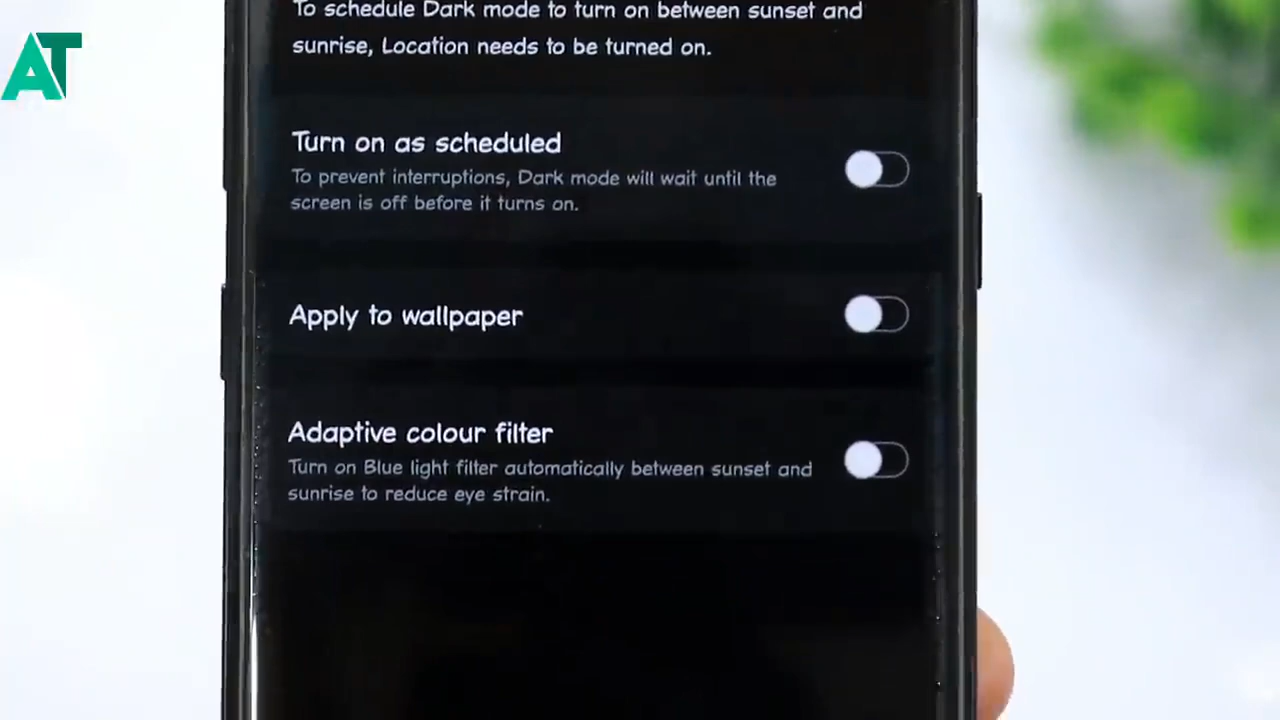 AT
To schedule Dark mode to turn on between sunset and
sunrise, Location needs to be turned on.
Turn on as scheduled
To prevent interruptions, Dark mode will wait until the
screen is off before it turns on.
Apply to wallpaper
Adaptive colour filter
Turn on Blue light filter automatically between sunset and
sunrise to reduce eye strain.